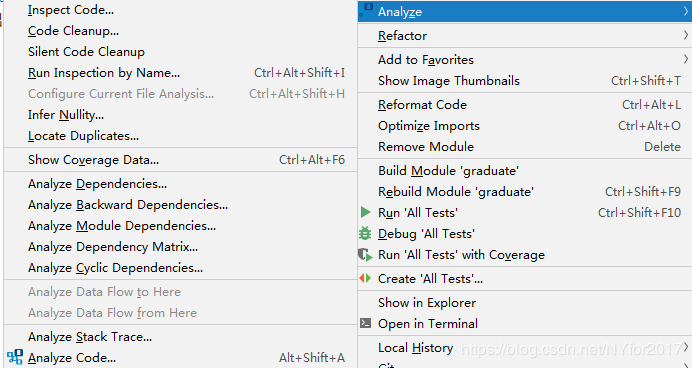 Inspect Code...
Code Cleanup...
Silent Code Cleanup
Run Inspection by Name... Ctrl+Alt+Shift+I
Configure Current File Analysis... Ctrl+Alt+Shift+H
Infer Nullity...
Locate Duplicates...
Show Coverage Data... Ctrl+Alt+F6
Analyze Dependencies...
Analyze Backward Dependencies...
Analyze Module Dependencies...
Analyze Dependency Matrix...
Analyze Cyclic Dependencies...
Analyze Data Flow to Here
Analyze Data Flow from Here
Analyze Stack Trace...
Analyze Code... Alt+Shift+A
Analyze
Refactor
Add to Favorites
Show Image Thumbnails Ctrl+Shift+T
Reformat Code Ctrl+Alt+L
Optimize Imports Ctrl+Alt+O
Remove Module Delete
Build Module 'graduate'
Rebuild Module 'graduate' Ctrl+Shift+F9
Run 'All Tests' Ctrl+Shift+F10
Debug 'All Tests'
Run 'All Tests' with Coverage
Create 'All Tests'...
Show in Explorer
Open in Terminal
Local History
https://blog.csdn.net/NYfor2017
Git